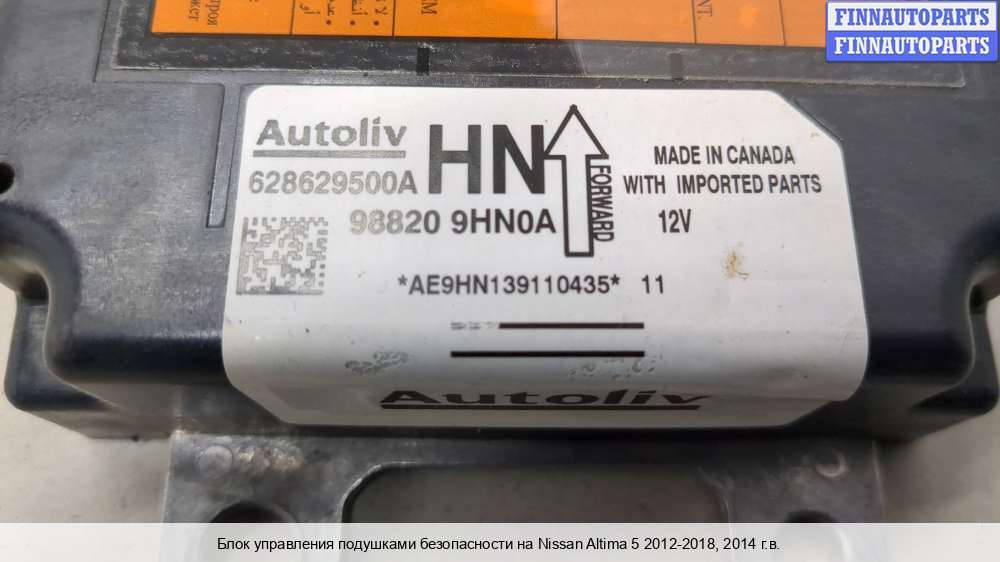 FINNAUTOPARTS
FINNAUTOPARTS
Autoliv
HN
FORWARD
MADE IN CANADA
628629500A
WITH IMPORTED PARTS
98820 9HN0A
12V
*AE9HN139110435* 11
Autoliv
Блок управления подушками безопасности на Nissan Altima 5 2012-2018, 2014 г.в.